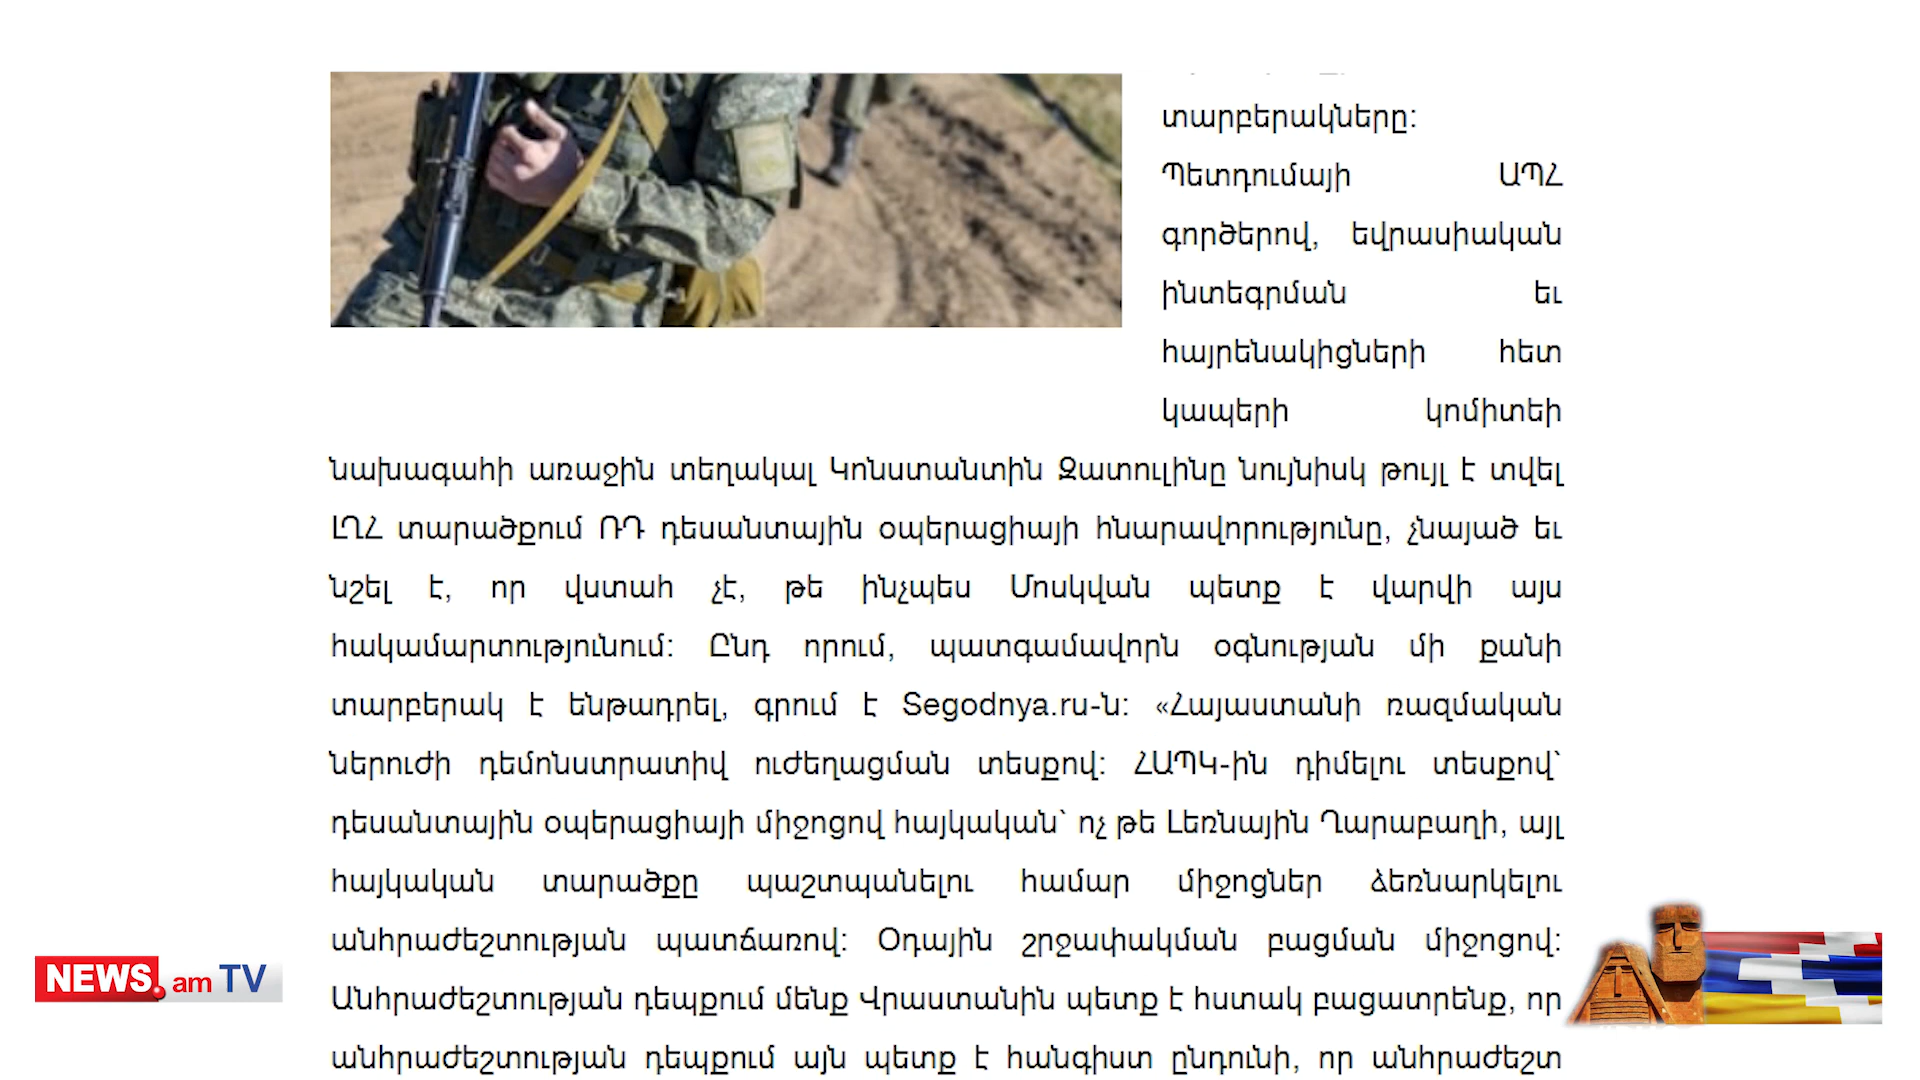 տարբերակները:
Պետդումայի ԱՊՀ
գործերով, եվրասիական
ինտեգրման եւ
հայրենակիցների հետ
կապերի կոմիտեի
նախագահի առաջին տեղակալ Կոնստանտին Զատուլինը նույնիսկ թույլ է տվել
ԼՂՀ տարածքում ՌԴ դեսանտային օպերացիայի հնարավորությունը, չնայած եւ
նշել է, որ վստահ չէ, թե ինչպես Մոսկվան պետք է վարվի այս
հակամարտությունում: Ընդ որում, պատգամավորն օգնության մի քանի
տարբերակ է ենթադրել, գրում է Segodnya.ru-ն: «Հայաստանի ռազմական
ներուժի դեմոնստրատիվ ուժեղացման տեսքով: ՀԱՊԿ-ին դիմելու տեսքով՝
դեսանտային օպերացիայի միջոցով հայկական՝ ոչ թե Լեռնային Ղարաբաղի, այլ
հայկական տարածքը պաշտպանելու համար միջոցներ ձեռնարկելու
անհրաժեշտության պատճառով: Օդային շրջափակման բացման միջոցով:
Անհրաժեշտության դեպքում մենք Վրաստանին պետք է հստակ բացատրենք, որ
անհրաժեշտության դեպքում այն պետք է հանգիստ ընդունի, որ անհրաժեշտ
NEWS.am TV